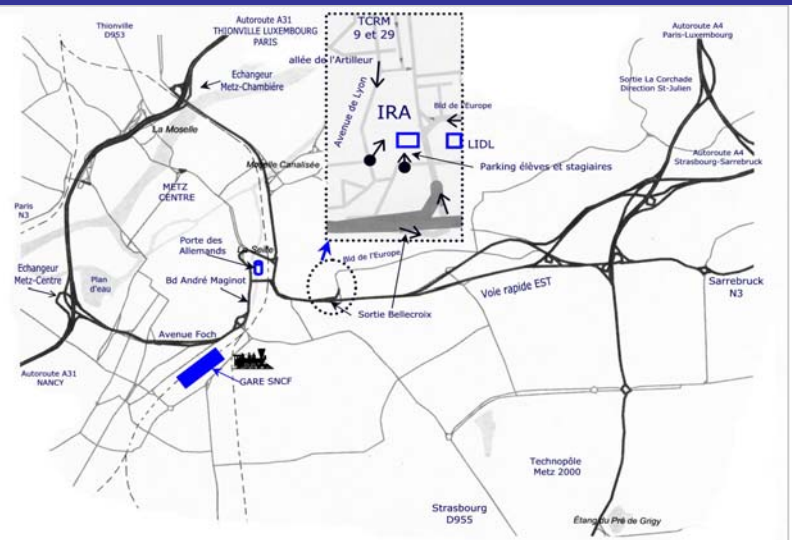 Thionville
D953
Autoroute A31
THIONVILLE LUXEMBOURG
PARIS
TCRM
9 et 29
Autoroute A4
Paris-Luxembourg
allée de l'Artilleur
Echangeur
Metz-Chambière
Sortie La Corchade
Direction St-Julien
Avenue de Lyon
IRA
Bld de l'Europe
La Moselle
LIDL
Moselle Canalisée
Parking élèves et stagiaires
Autoroute A4
Strasbourg-Sarrebruck
METZ
CENTRE
Paris
N3
Porte des
Allemands
La Seille
Bld de l'Europe
Echangeur
Metz-Centre
Plan
d'eau
Bd André Maginot
Voie rapide EST
Sarrebruck
N3
Sortie Bellecroix
Avenue Foch
Autoroute A31
NANCY
GARE SNCF
Technopôle
Metz 2000
Strasbourg
D955
Étang du Pré de Grigy